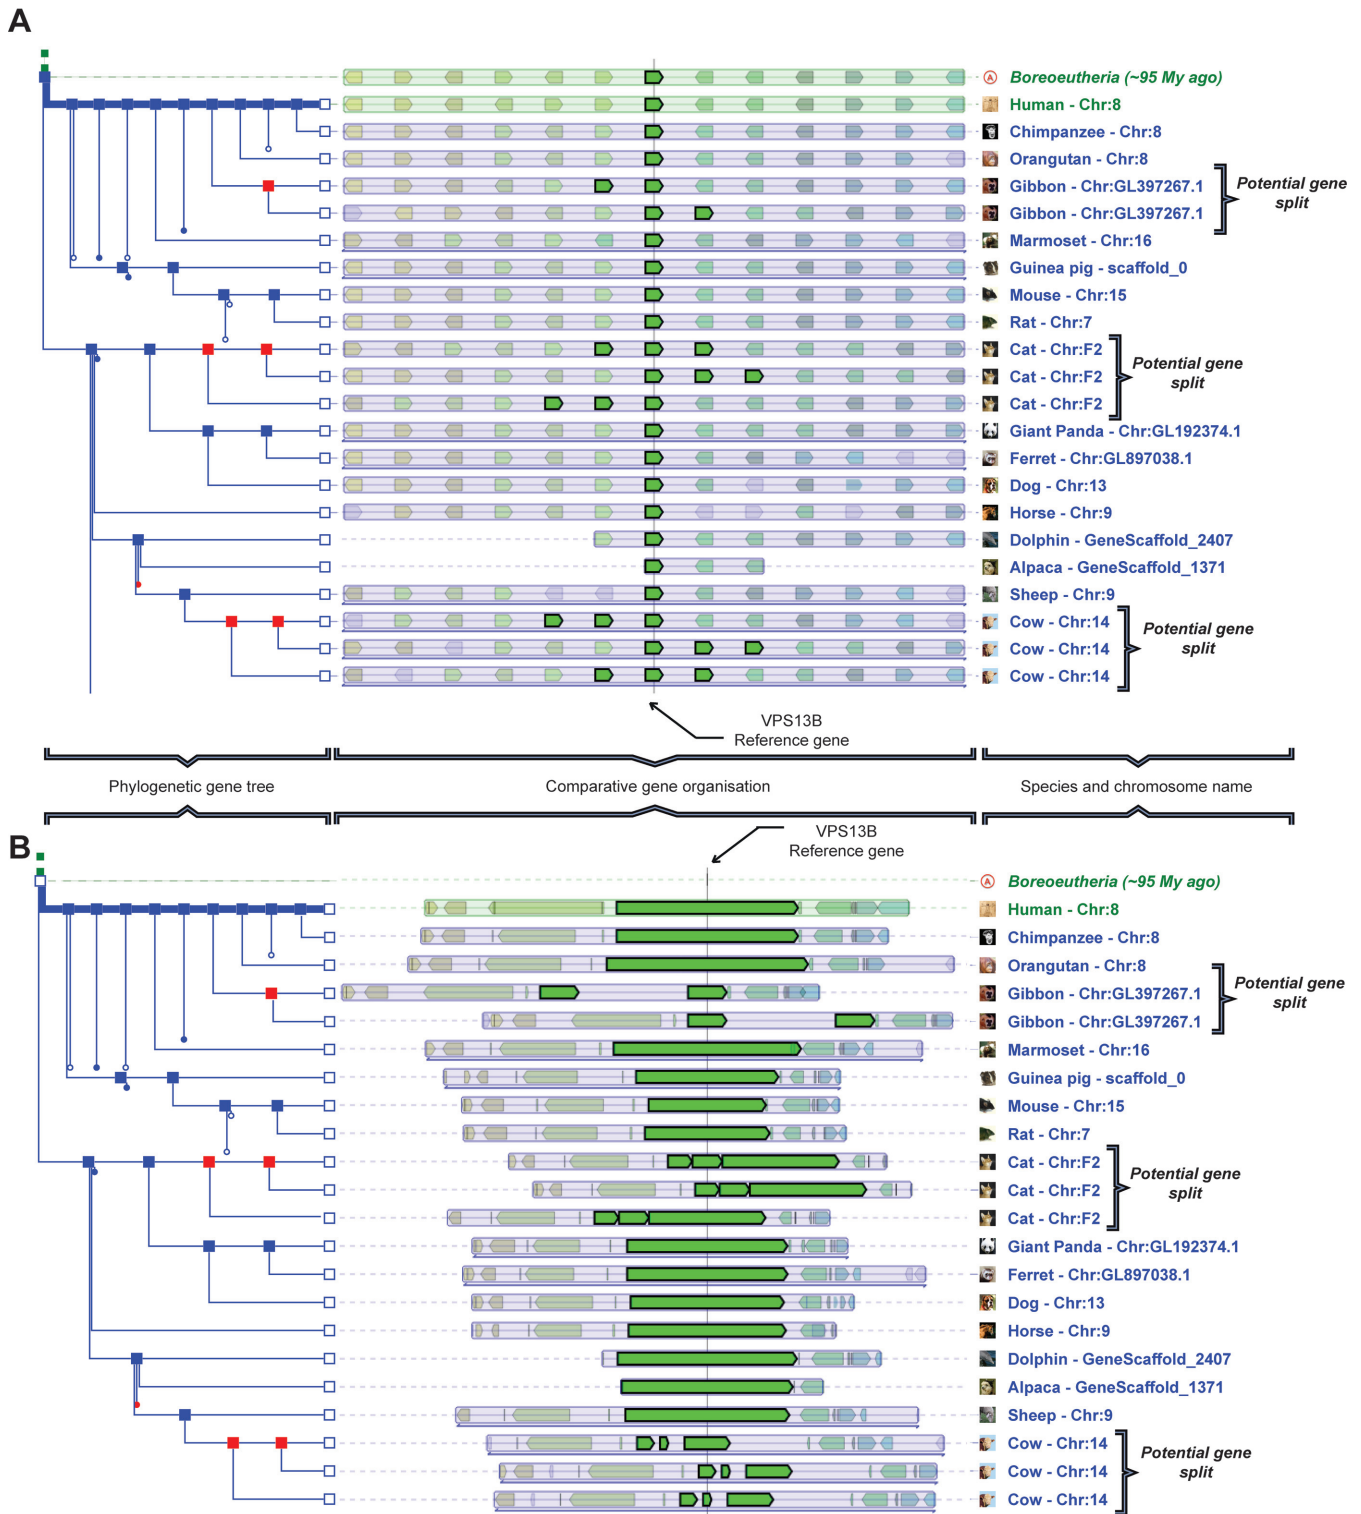 A
Boreoeutheria (~95 My ago)
Human - Chr:8
Chimpanzee - Chr:8
Orangutan - Chr:8
Gibbon - Chr:GL397267.1
Gibbon - Chr:GL397267.1
Potential gene
split
Marmoset - Chr:16
Guinea pig - scaffold_0
Mouse - Chr:15
Rat - Chr:7
Cat - Chr:F2
Cat - Chr:F2
Cat - Chr:F2
Potential gene
split
Giant Panda - Chr:GL192374.1
Ferret - Chr:GL897038.1
Dog - Chr:13
Horse - Chr:9
Dolphin - GeneScaffold_2407
Alpaca - GeneScaffold_1371
Sheep - Chr:9
Cow - Chr:14
Cow - Chr:14
Cow - Chr:14
Potential gene
split
VPS13B
Reference gene
Phylogenetic gene tree
Comparative gene organisation
Species and chromosome name
VPS13B
Reference gene
B
A
Boreoeutheria (~95 My ago)
Human - Chr:8
Chimpanzee - Chr:8
Orangutan - Chr:8
Gibbon - Chr:GL397267.1
Gibbon - Chr:GL397267.1
Potential gene
split
Marmoset - Chr:16
Guinea pig - scaffold_0
Mouse - Chr:15
Rat - Chr:7
Cat - Chr:F2
Cat - Chr:F2
Cat - Chr:F2
Potential gene
split
Giant Panda - Chr:GL192374.1
Ferret - Chr:GL897038.1
Dog - Chr:13
Horse - Chr:9
Dolphin - GeneScaffold_2407
Alpaca - GeneScaffold_1371
Sheep - Chr:9
Cow - Chr:14
Cow - Chr:14
Cow - Chr:14
Potential gene
split